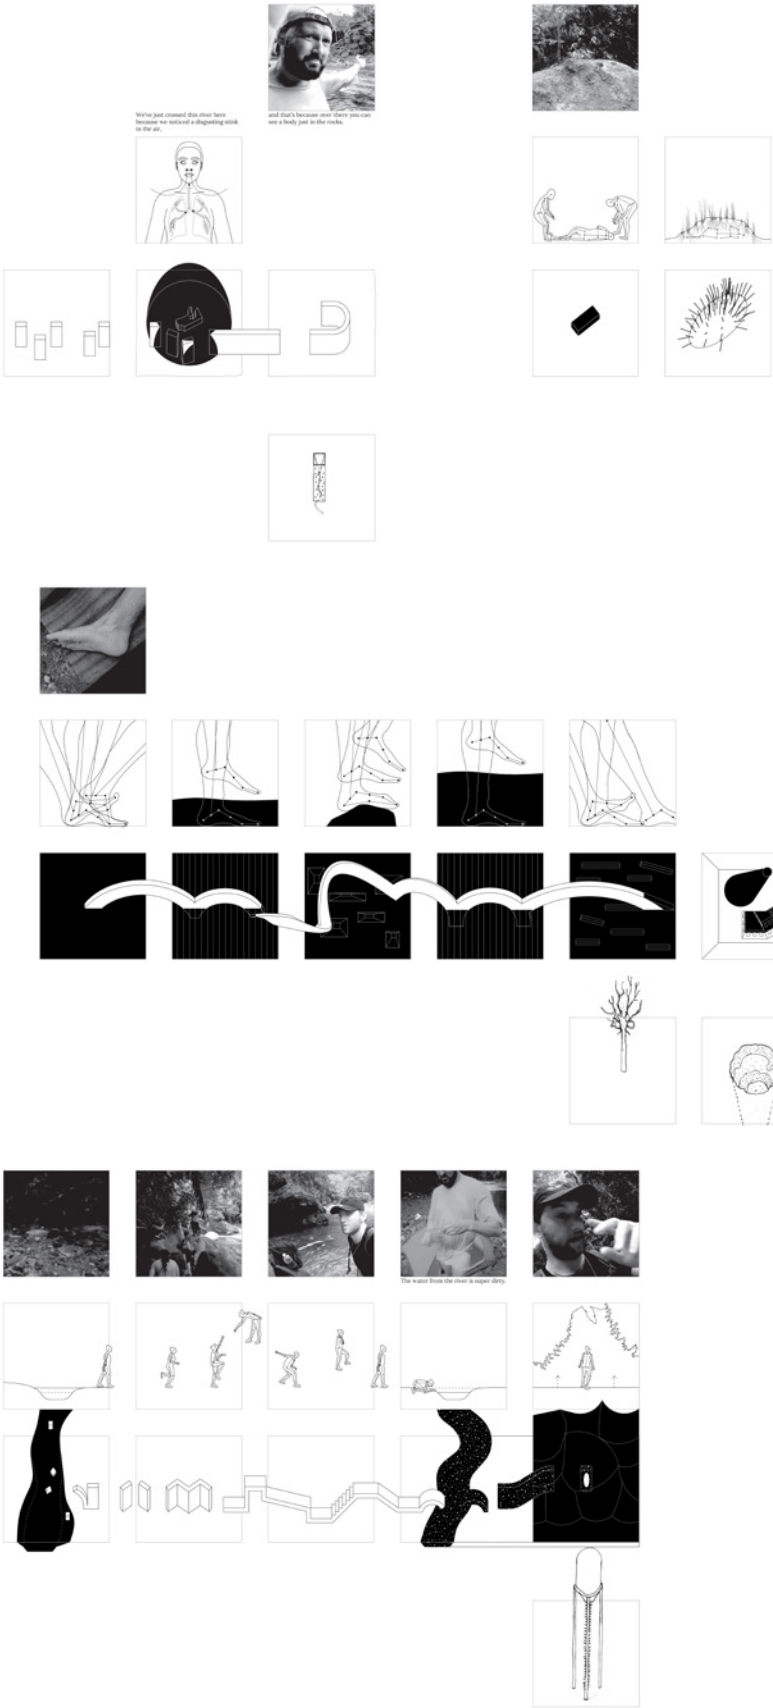 We've just crossed this river here
because we noticed a disgusting stink
in the air,
and that's because over there you can
see a body just in the rocks.
The water from the river is super dirty,